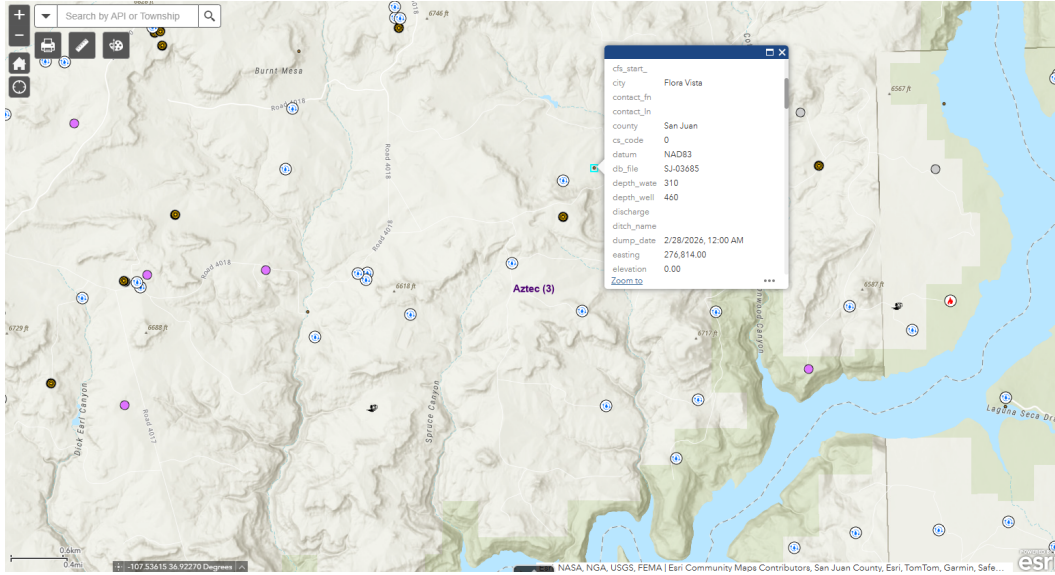 +
Search by API or Township
−
6746 ft
Burnt Mesa
Road 4018
Road 4018
Road 4018
Road 4018
6618 ft
6688 ft
6729 ft
Dick Earl Canyon
Road 4017
Spruce Canyon
Aztec (3)
6717 ft
6567 ft
6587 ft
Laguna Seca Dr
cfs_start_
city Flora Vista
contact_fn
contact_ln
county San Juan
cs_code 0
datum NAD83
db_file SJ-03685
depth_wate 310
depth_well 460
discharge
ditch_name
dump_date 2/28/2026, 12:00 AM
easting 276,814.00
elevation 0.00
Zoom to
0.6km
0.4mi
-107.53615 36.92270 Degrees
NASA, NGA, USGS, FEMA | Esri Community Maps Contributors, San Juan County, Esri, TomTom, Garmin, Safe...
esri